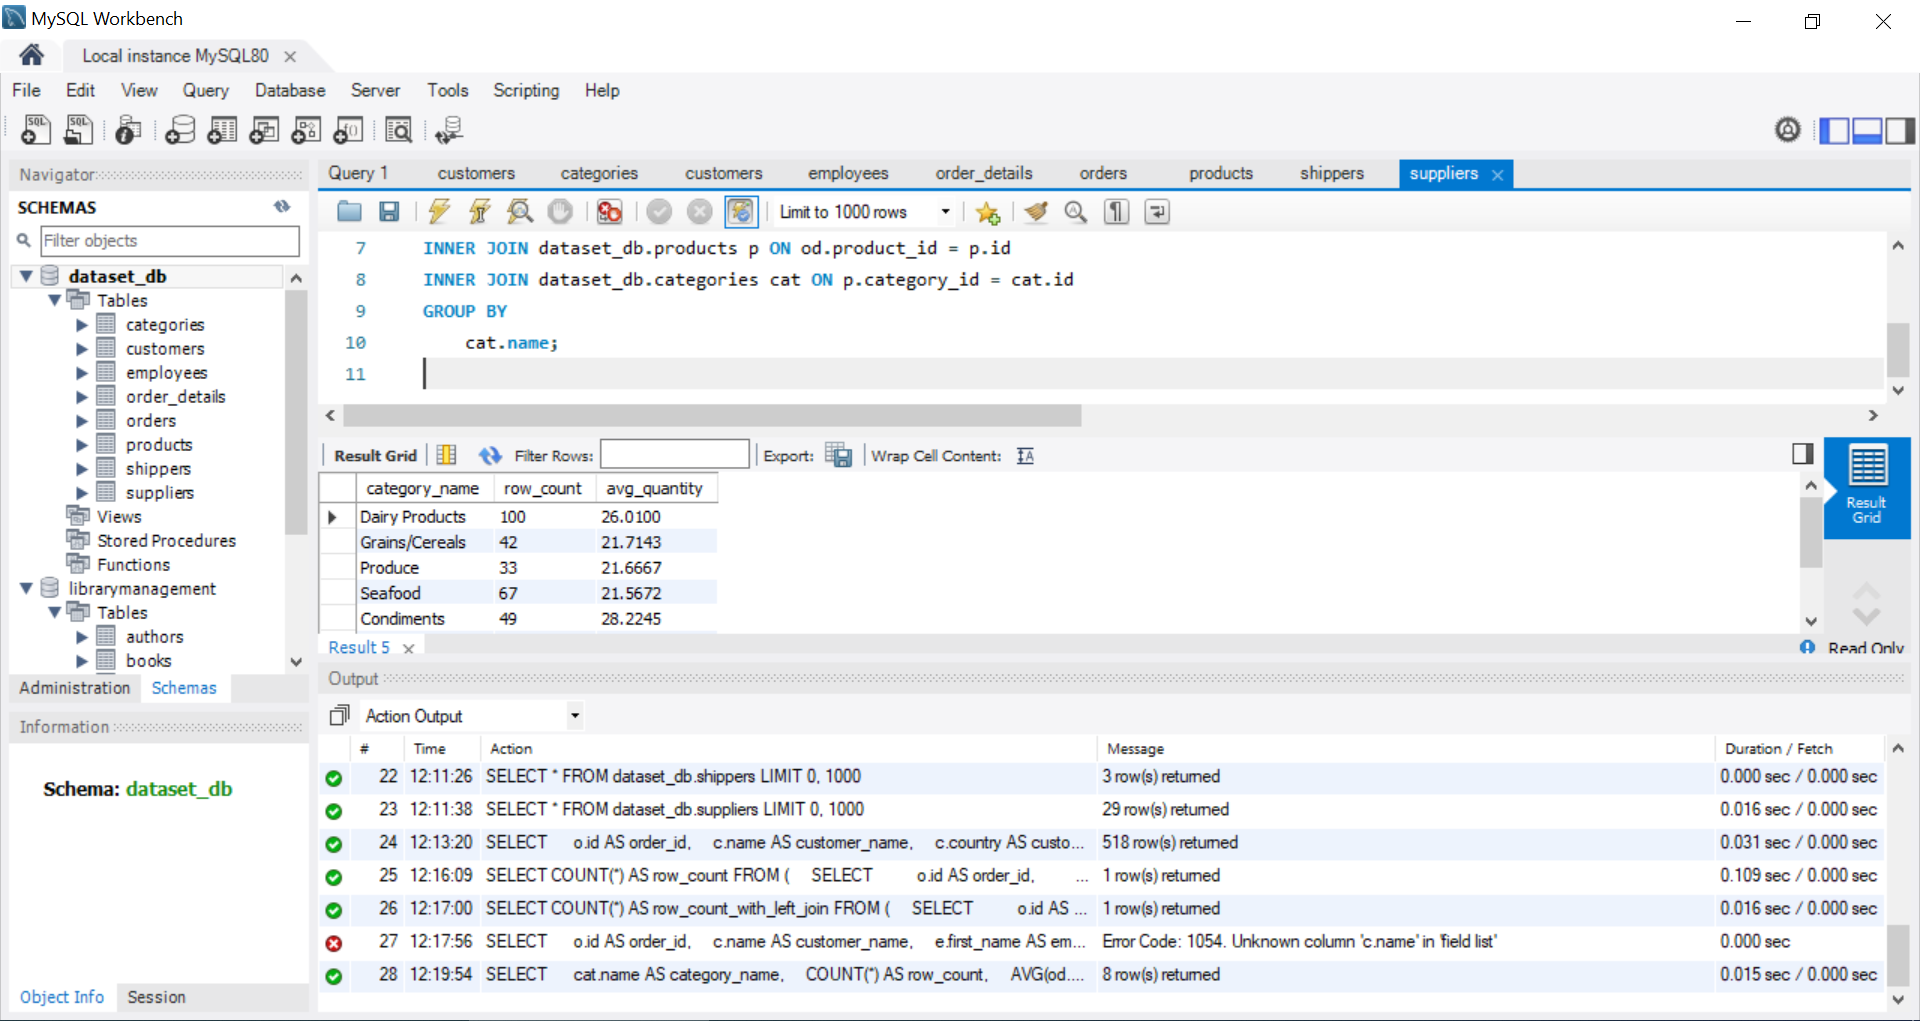 MySQL Workbench
Local instance MySQL80
File Edit View Query Database Server Tools Scripting Help
Navigator
SCHEMAS
Filter objects
dataset_db
Tables
categories
customers
employees
order_details
orders
products
shippers
suppliers
Views
Stored Procedures
Functions
librarymanagement
Tables
authors
books
Administration Schemas
Information
Schema: dataset_db
Object Info Session
Query 1 customers categories customers employees order_details orders products shippers suppliers
Limit to 1000 rows
7 INNER JOIN dataset_db.products p ON od.product_id = p.id
8 INNER JOIN dataset_db.categories cat ON p.category_id = cat.id
9 GROUP BY
10 cat.name;
11
Result Grid Filter Rows: Export: Wrap Cell Content:
category_name row_count avg_quantity
Dairy Products 100 26.0100
Grains/Cereals 42 21.7143
Produce 33 21.6667
Seafood 67 21.5672
Condiments 49 28.2245
Result Grid
Result 5
Read Only
Output
Action Output
# Time Action Message Duration / Fetch
22 12:11:26 SELECT * FROM dataset_db.shippers LIMIT 0, 1000 3 row(s) returned 0.000 sec / 0.000 sec
23 12:11:38 SELECT * FROM dataset_db.suppliers LIMIT 0, 1000 29 row(s) returned 0.016 sec / 0.000 sec
24 12:13:20 SELECT o.id AS order_id, c.name AS customer_name, c.country AS custo... 518 row(s) returned 0.031 sec / 0.000 sec
25 12:16:09 SELECT COUNT(*) AS row_count FROM ( SELECT o.id AS order_id, ... 1 row(s) returned 0.109 sec / 0.000 sec
26 12:17:00 SELECT COUNT(*) AS row_count_with_left_join FROM ( SELECT o.id AS ... 1 row(s) returned 0.016 sec / 0.000 sec
27 12:17:56 SELECT o.id AS order_id, c.name AS customer_name, e.first_name AS em... Error Code: 1054. Unknown column 'c.name' in 'field list' 0.000 sec
28 12:19:54 SELECT cat.name AS category_name, COUNT(*) AS row_count, AVG(od.... 8 row(s) returned 0.015 sec / 0.000 sec